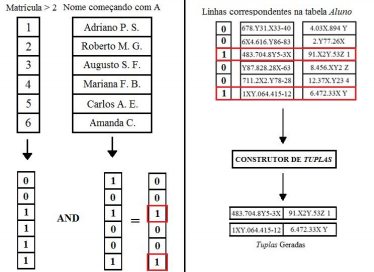 Matrícula > 2 Nome começando com A
1 Adriano P. S.
2 Roberto M. G.
3 Augusto S. F.
4 Mariana F. B.
5 Carlos A. E.
6 Amanda C.
0 1 0
0 0 0
1 1 1
1 AND 0 = 0
1 0 0
1 1 1
Linhas correspondentes na tabela Aluno
0 678.Y31.X33-40 4.03X.894 Y
0 6X4.616.Y86-83 2.Y77.26X
1 483.704.8Y5-3X 91.X2Y.53Z 1
0 Y87.828.28X-63 8.456.XY2 Z
0 711.2X2.Y78-28 12.37X.Y23 4
1 1XY.064.415-12 6.472.33X Y
CONSTRUTOR DE TUPLAS
483.704.8Y5-3X 91.X2Y.53Z 1
1XY.064.415-12 6.472.33X Y
Tuplas Geradas